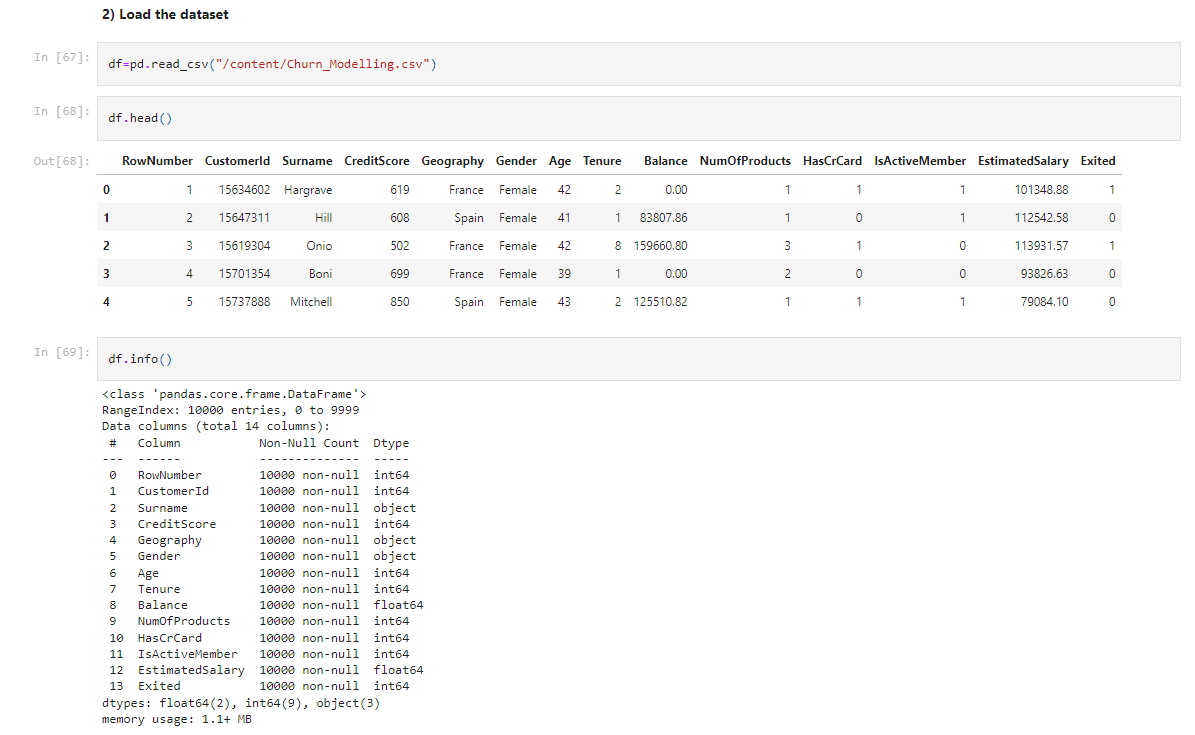 2) Load the dataset
In [67]: df=pd.read_csv("/content/Churn_Modelling.csv")
In [68]: df.head()
Out[68]: RowNumber CustomerId Surname CreditScore Geography Gender Age Tenure Balance NumOfProducts HasCrCard IsActiveMember EstimatedSalary Exited
0 1 15634602 Hargrave 619 France Female 42 2 0.00 1 1 1 101348.88 1
1 2 15647311 Hill 608 Spain Female 41 1 83807.86 1 0 1 112542.58 0
2 3 15619304 Onio 502 France Female 42 8 159660.80 3 1 0 113931.57 1
3 4 15701354 Boni 699 France Female 39 1 0.00 2 0 0 93826.63 0
4 5 15737888 Mitchell 850 Spain Female 43 2 125510.82 1 1 1 79084.10 0
In [69]: df.info()
<class 'pandas.core.frame.DataFrame'>
RangeIndex: 10000 entries, 0 to 9999
Data columns (total 14 columns):
# Column Non-Null Count Dtype
--- ------ -------------- -----
0 RowNumber 10000 non-null int64
1 CustomerId 10000 non-null int64
2 Surname 10000 non-null object
3 CreditScore 10000 non-null int64
4 Geography 10000 non-null object
5 Gender 10000 non-null object
6 Age 10000 non-null int64
7 Tenure 10000 non-null int64
8 Balance 10000 non-null float64
9 NumOfProducts 10000 non-null int64
10 HasCrCard 10000 non-null int64
11 IsActiveMember 10000 non-null int64
12 EstimatedSalary 10000 non-null float64
13 Exited 10000 non-null int64
dtypes: float64(2), int64(9), object(3)
memory usage: 1.1+ MB